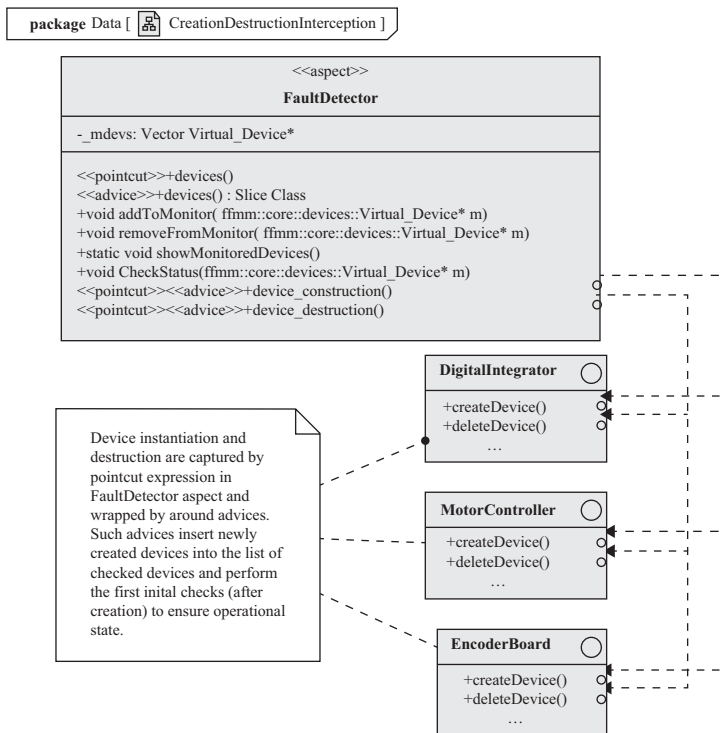 package Data [ CreationDestructionInterception ]
<<aspect>>
FaultDetector
-_mdevs: Vector Virtual_Device*
<<pointcut>>+devices()
<<advice>>+devices() : Slice Class
+void addToMonitor( ffmm::core::devices::Virtual_Device* m)
+void removeFromMonitor( ffmm::core::devices::Virtual_Device* m)
+static void showMonitoredDevices()
+void CheckStatus(ffmm::core::devices::Virtual_Device* m)
<<pointcut>><<advice>>+device_construction()
<<pointcut>><<advice>>+device_destruction()
DigitalIntegrator
+createDevice()
+deleteDevice()
…
Device instantiation and
destruction are captured by
pointcut expression in
FaultDetector aspect and
wrapped by around advices.
Such advices insert newly
created devices into the list of
checked devices and perform
the first inital checks (after
creation) to ensure operational
state.
MotorController
+createDevice()
+deleteDevice()
…
EncoderBoard
+createDevice()
+deleteDevice()
…